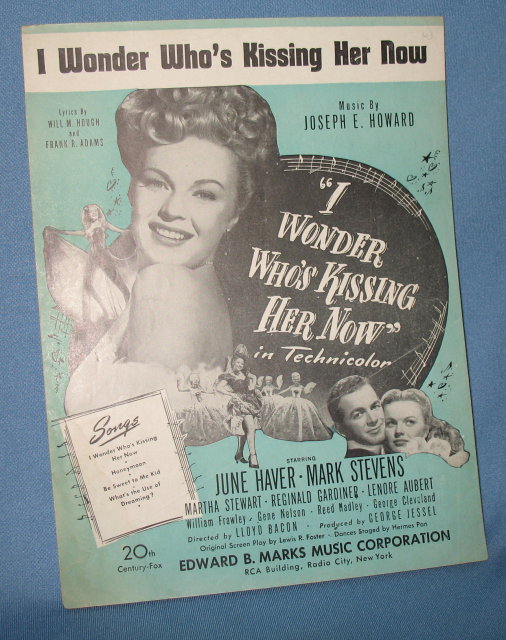 I Wonder Who's Kissing Her Now
Lyrics By
WILL M. HOUGH
and
FRANK R. ADAMS
Music By
JOSEPH E. HOWARD
"I
WONDER
WHO'S KISSING
HER NOW"
in Technicolor
Songs
I Wonder Who's Kissing
Her Now
Honeymoon
Be Sweet to Me Kid
What's the Use of
Dreaming?
STARRING
JUNE HAVER · MARK STEVENS
MARTHA STEWART · REGINALD GARDINER · LENORE AUBERT
William Frawley · Gene Nelson · Reed Hadley · George Cleveland
Directed by LLOYD BACON · Produced by GEORGE JESSEL
Original Screen Play by Lewis R. Foster · Dances Staged by Hermes Pan
20th
Century-Fox
EDWARD B. MARKS MUSIC CORPORATION
RCA Building, Radio City, New York